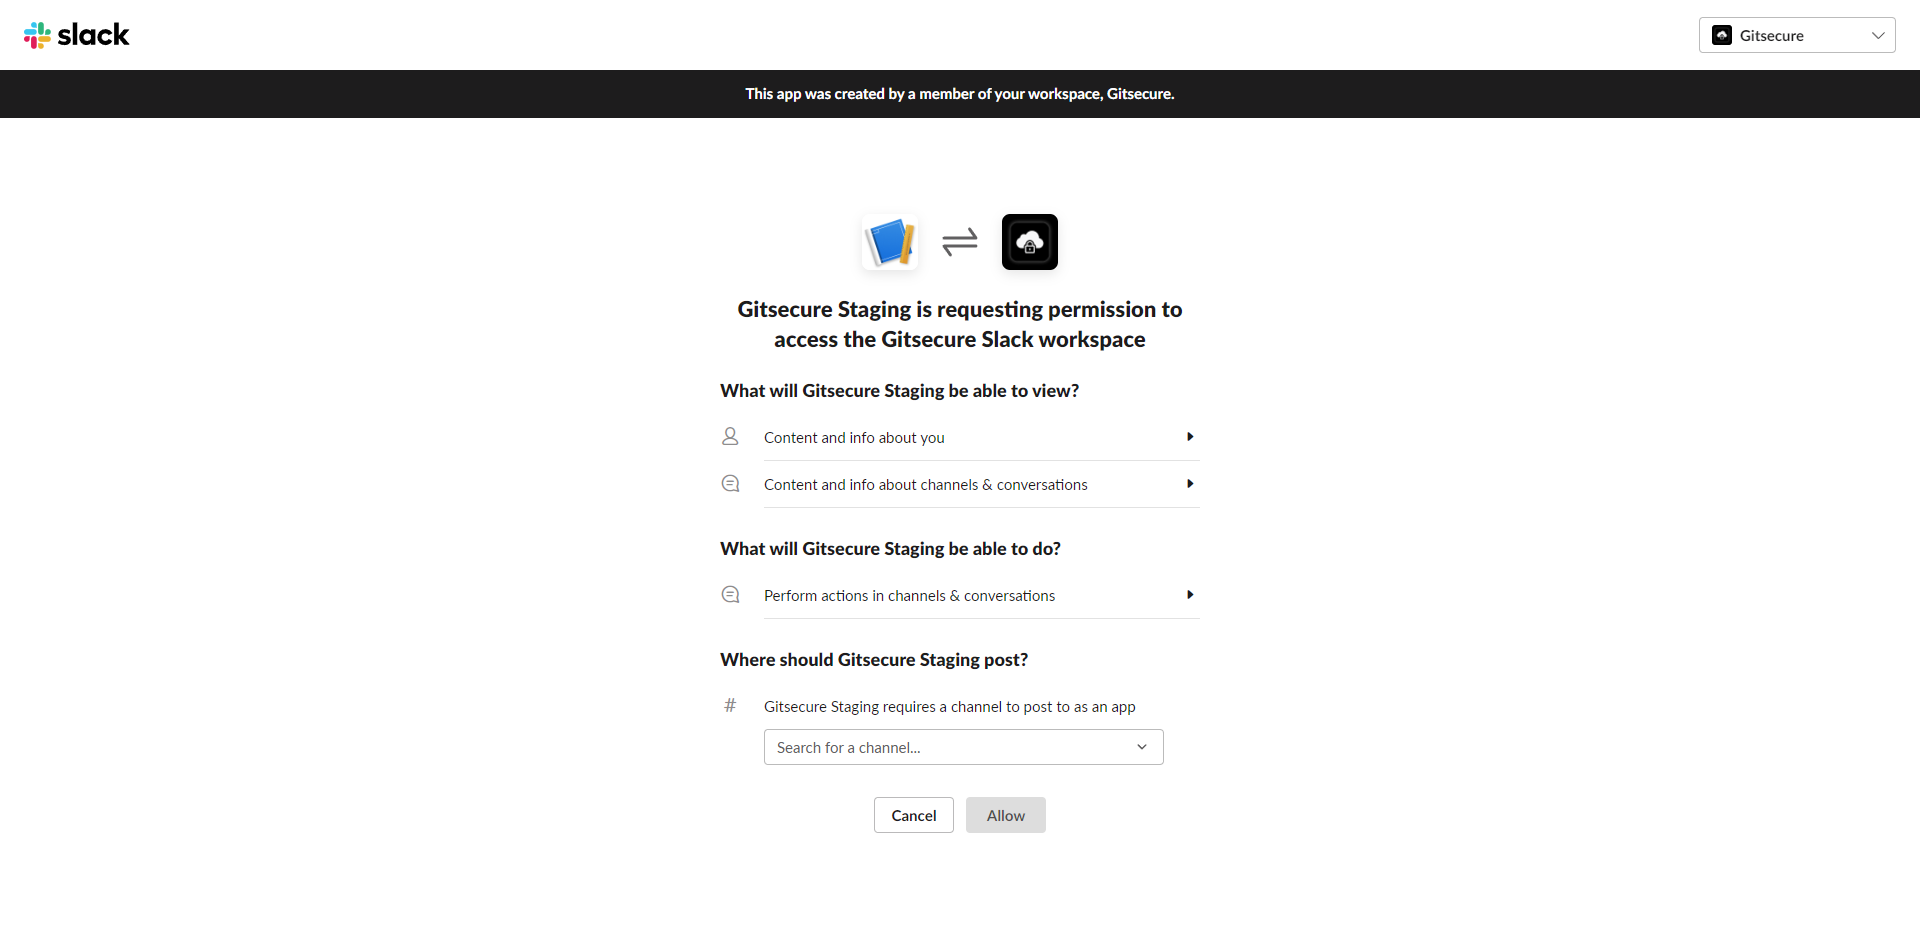 slack
Gitsecure
This app was created by a member of your workspace, Gitsecure.
Gitsecure Staging is requesting permission to
access the Gitsecure Slack workspace
What will Gitsecure Staging be able to view?
Content and info about you
Content and info about channels & conversations
What will Gitsecure Staging be able to do?
Perform actions in channels & conversations
Where should Gitsecure Staging post?
# Gitsecure Staging requires a channel to post to as an app
Search for a channel...
Cancel Allow